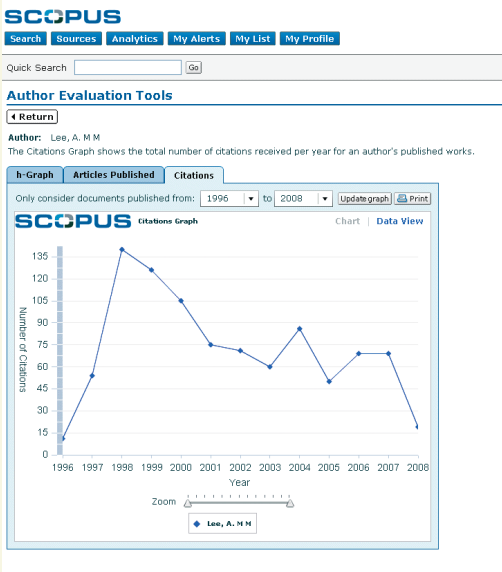 SCOPUS
Search Sources Analytics My Alerts My List My Profile
Quick Search Go
Author Evaluation Tools
Return
Author: Lee, A. M M
The Citations Graph shows the total number of citations received per year for an author's published works.
h-Graph Articles Published Citations
Only consider documents published from: 1996 to 2008 Update graph Print
SCOPUS Citations Graph Chart | Data View
135
120
105
90
75
60
45
30
15
0
Number of Citations
1996 1997 1998 1999 2000 2001 2002 2003 2004 2005 2006 2007 2008
Year
Zoom
Lee, A. M M